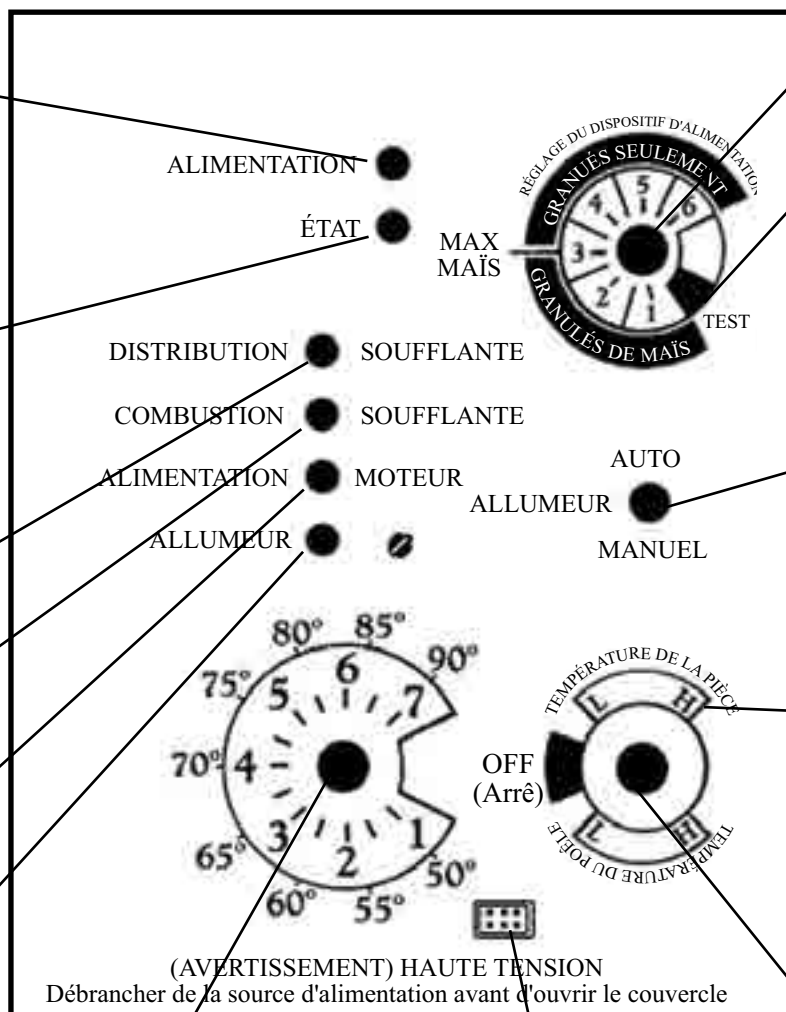 ALIMENTATION
ÉTAT
RÉGLAGE DU DISPOSITIF D'ALIMENTATION
GRANUÉS SEULEMENT
4 5 6
3
2 1
MAX
MAÏS
GRANULÉS DE MAÏS
TEST
DISTRIBUTION SOUFFLANTE
COMBUSTION SOUFFLANTE
ALIMENTATION MOTEUR
ALLUMEUR
AUTO
ALLUMEUR
MANUEL
80° 85°
75° 90°
5 6 7
70° 4
3 2 1
65° 50°
60° 55°
TEMPÉRATURE DE LA PIÈCE
L H
OFF
(Arrê)
L H
TEMPÉRATURE DU POÊLE
(AVERTISSEMENT) HAUTE TENSION
Débrancher de la source d'alimentation avant d'ouvrir le couvercle